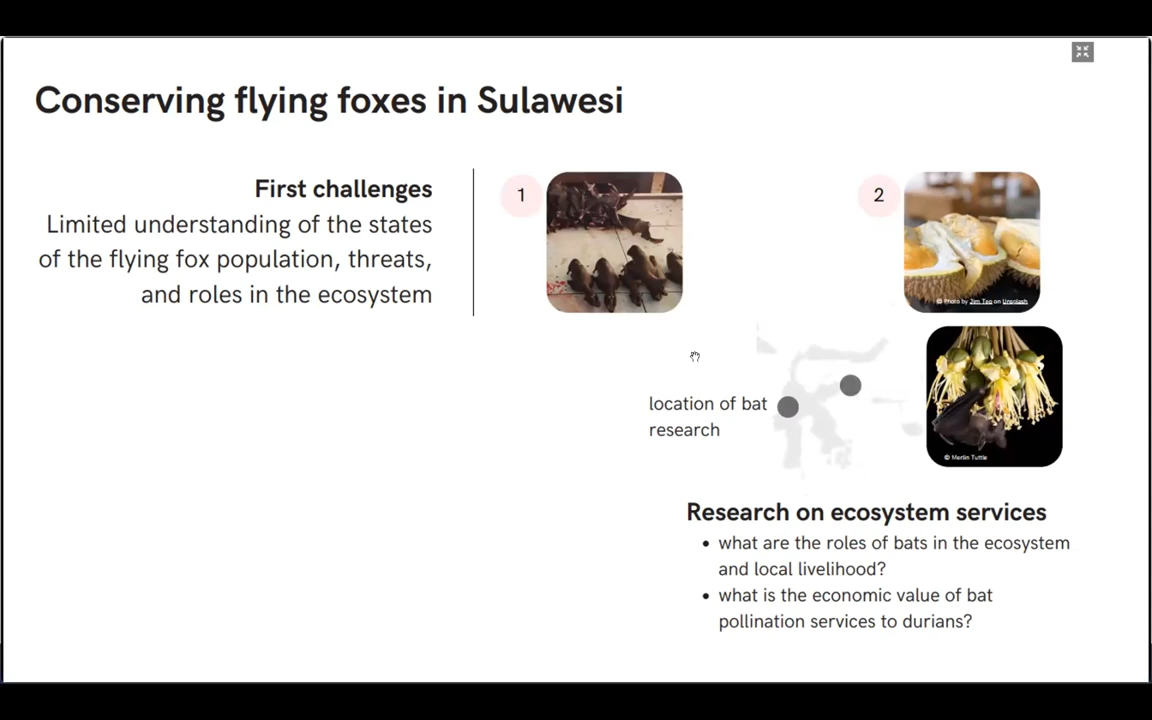 Conserving flying foxes in Sulawesi
First challenges
Limited understanding of the states
of the flying fox population, threats,
and roles in the ecosystem
1
2
© Photo by Jim Teo on Unsplash
location of bat
research
© Merlin Tuttle
Research on ecosystem services
• what are the roles of bats in the ecosystem
and local livelihood?
• what is the economic value of bat
pollination services to durians?